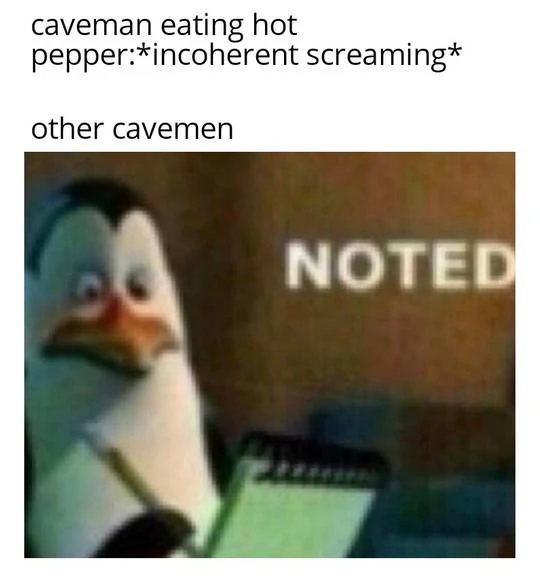 caveman eating hot
pepper:*incoherent screaming*
other cavemen
NOTED